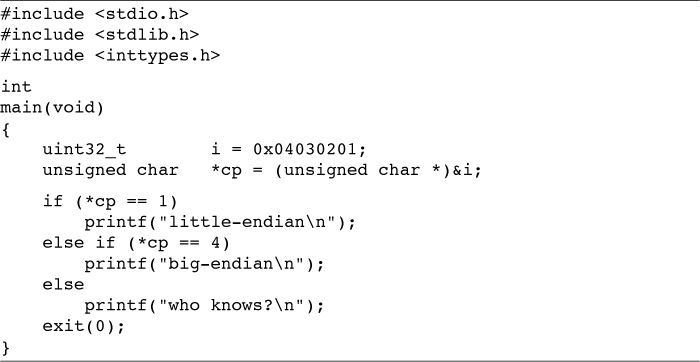 #include <stdio.h>
#include <stdlib.h>
#include <inttypes.h>
int
main(void)
{
    uint32_t        i = 0x04030201;
    unsigned char   *cp = (unsigned char *)&i;
    if (*cp == 1)
        printf("little-endian\n");
    else if (*cp == 4)
        printf("big-endian\n");
    else
        printf("who knows?\n");
    exit(0);
}